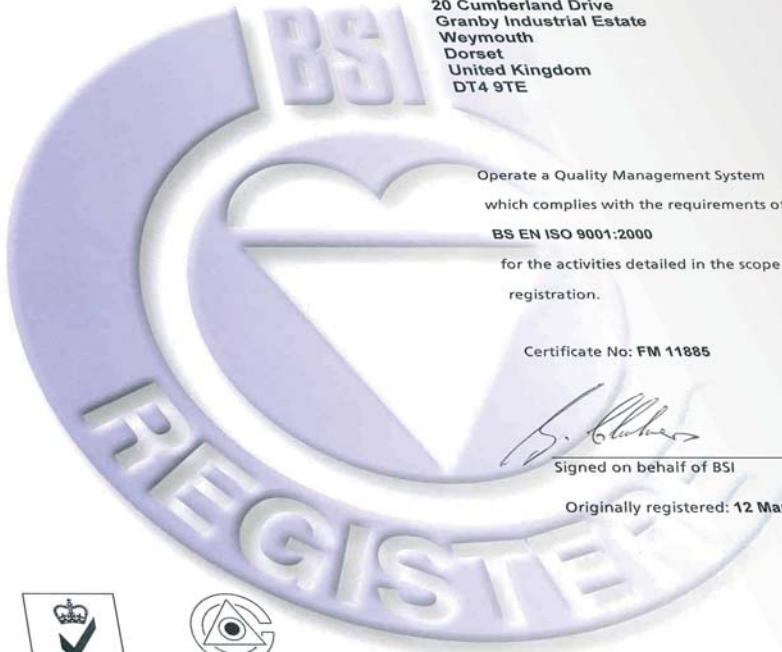 BSI
20 Cumberland Drive
Granby Industrial Estate
Weymouth
Dorset
United Kingdom
DT4 9TE
Operate a Quality Management System
which complies with the requirements of
BS EN ISO 9001:2000
for the activities detailed in the scope
registration.
Certificate No: FM 11885
Signed on behalf of BSI
Originally registered: 12 Mar
REGISTERE